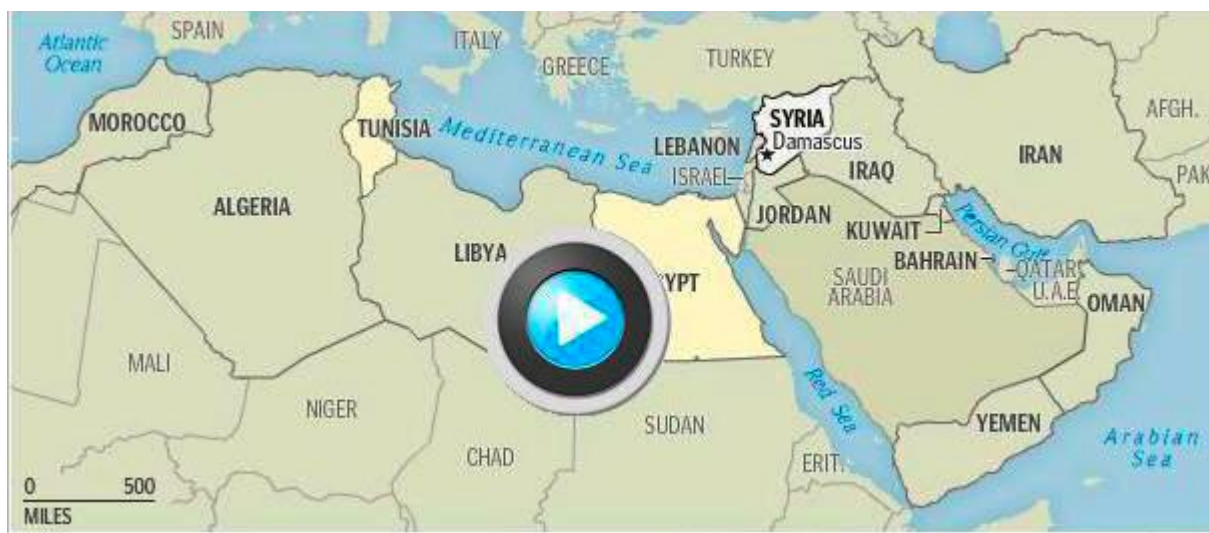 Atlantic
Ocean
SPAIN
ITALY
GREECE
TURKEY
MOROCCO
TUNISIA
Mediterranean Sea
LEBANON
SYRIA
Damascus
ISRAEL
IRAQ
IRAN
AFGH.
PAK
ALGERIA
LIBYA
YPT
JORDAN
KUWAIT
Persian Gulf
BAHRAIN
QATAR
U.A.E
SAUDI
ARABIA
OMAN
MALI
NIGER
CHAD
SUDAN
Red Sea
ERIT.
YEMEN
Arabian
Sea
0 500
MILES